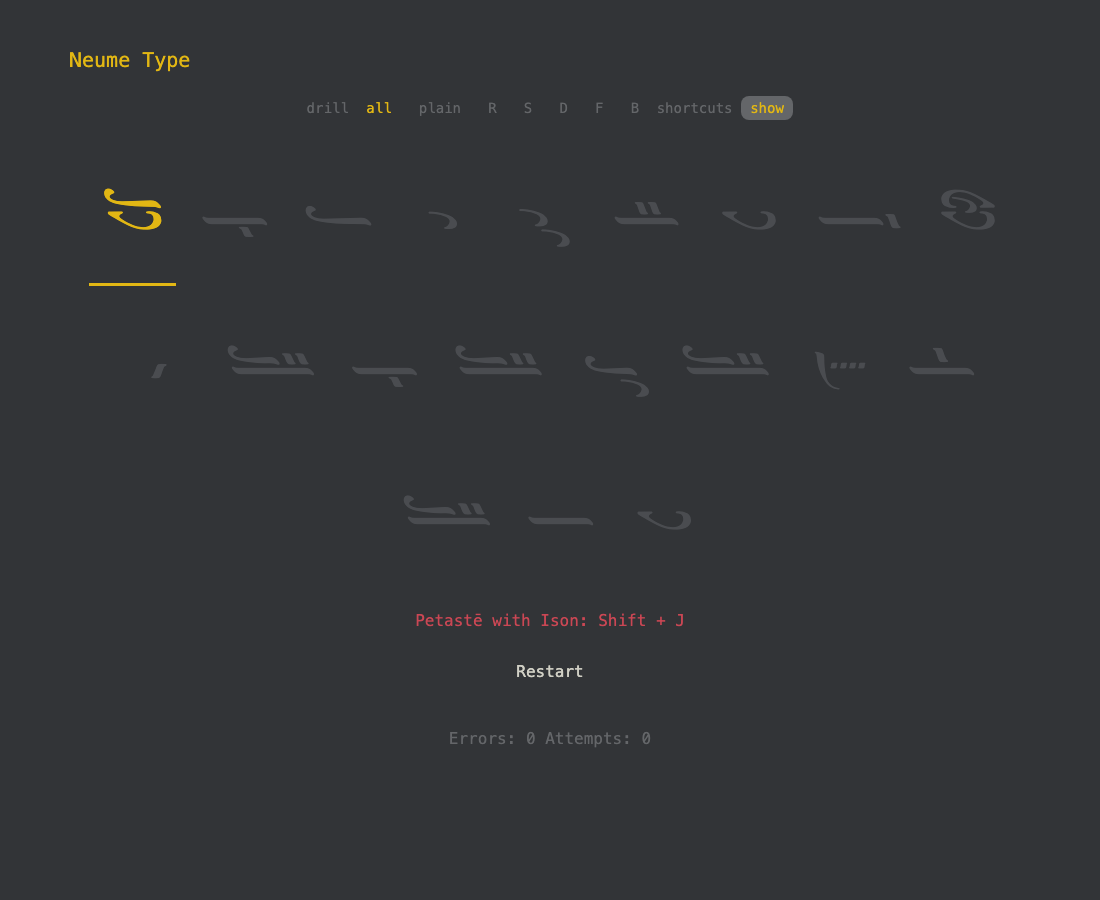 Neume Type
drill all plain R S D F B shortcuts show
Petastē with Ison: Shift + J
Restart
Errors: 0 Attempts: 0